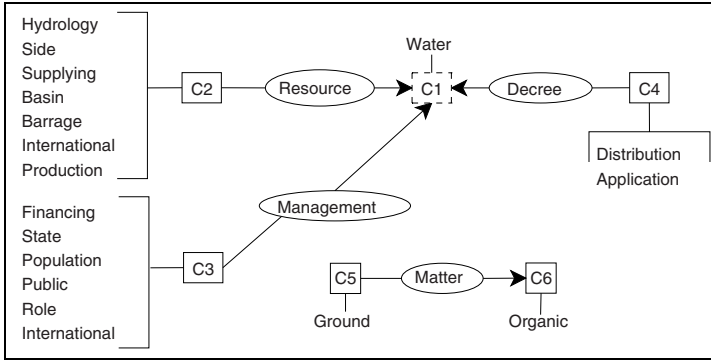 Hydrology
Side
Supplying
Basin
Barrage
International
Production
C2
Resource
Water
C1
Decree
C4
Distribution
Application
Management
Financing
State
Population
Public
Role
International
C3
C5
Matter
C6
Ground
Organic